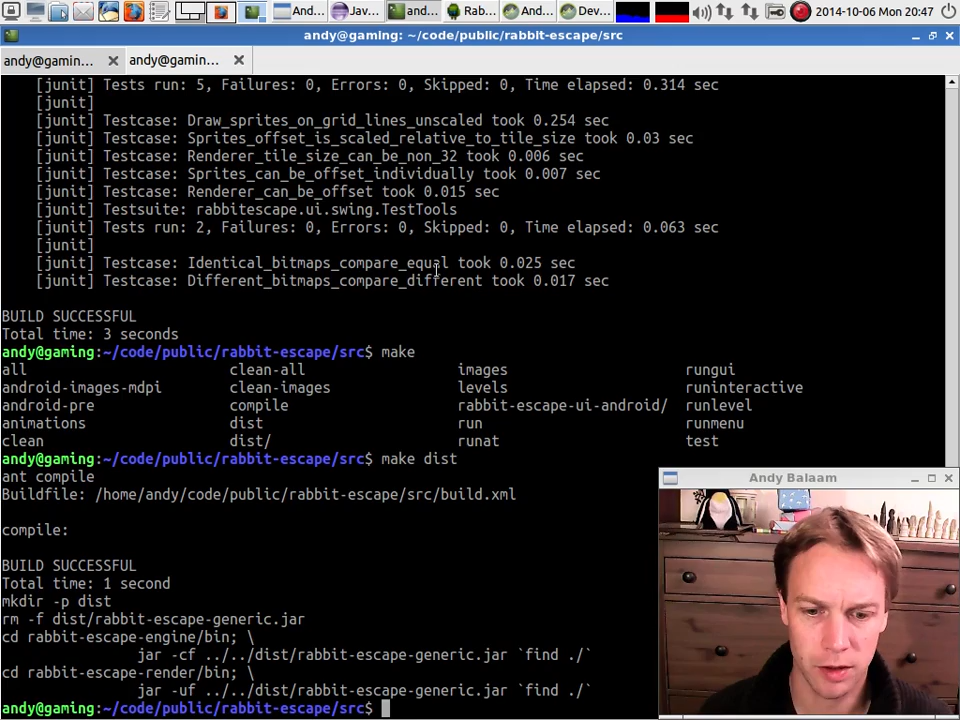 And... Jav... and... Rab... And... Dev... 2014-10-06 Mon 20:47
andy@gaming: ~/code/public/rabbit-escape/src
andy@gamin... andy@gamin...
[junit] Tests run: 5, Failures: 0, Errors: 0, Skipped: 0, Time elapsed: 0.314 sec
[junit]
[junit] Testcase: Draw_sprites_on_grid_lines_unscaled took 0.254 sec
[junit] Testcase: Sprites_offset_is_scaled_relative_to_tile_size took 0.03 sec
[junit] Testcase: Renderer_tile_size_can_be_non_32 took 0.006 sec
[junit] Testcase: Sprites_can_be_offset_individually took 0.007 sec
[junit] Testcase: Renderer_can_be_offset took 0.015 sec
[junit] Testsuite: rabbitescape.ui.swing.TestTools
[junit] Tests run: 2, Failures: 0, Errors: 0, Skipped: 0, Time elapsed: 0.063 sec
[junit]
[junit] Testcase: Identical_bitmaps_compare_equal took 0.025 sec
[junit] Testcase: Different_bitmaps_compare_different took 0.017 sec
BUILD SUCCESSFUL
Total time: 3 seconds
andy@gaming:~/code/public/rabbit-escape/src$ make
all clean-all images rungui
android-images-mdpi clean-images levels runinteractive
android-pre compile rabbit-escape-ui-android/ runlevel
animations dist run runmenu
clean dist/ runat test
andy@gaming:~/code/public/rabbit-escape/src$ make dist
ant compile
Buildfile: /home/andy/code/public/rabbit-escape/src/build.xml
compile:
BUILD SUCCESSFUL
Total time: 1 second
mkdir -p dist
rm -f dist/rabbit-escape-generic.jar
cd rabbit-escape-engine/bin; \
jar -cf ../../dist/rabbit-escape-generic.jar `find ./`
cd rabbit-escape-render/bin; \
jar -uf ../../dist/rabbit-escape-generic.jar `find ./`
andy@gaming:~/code/public/rabbit-escape/src$
Andy Balaam